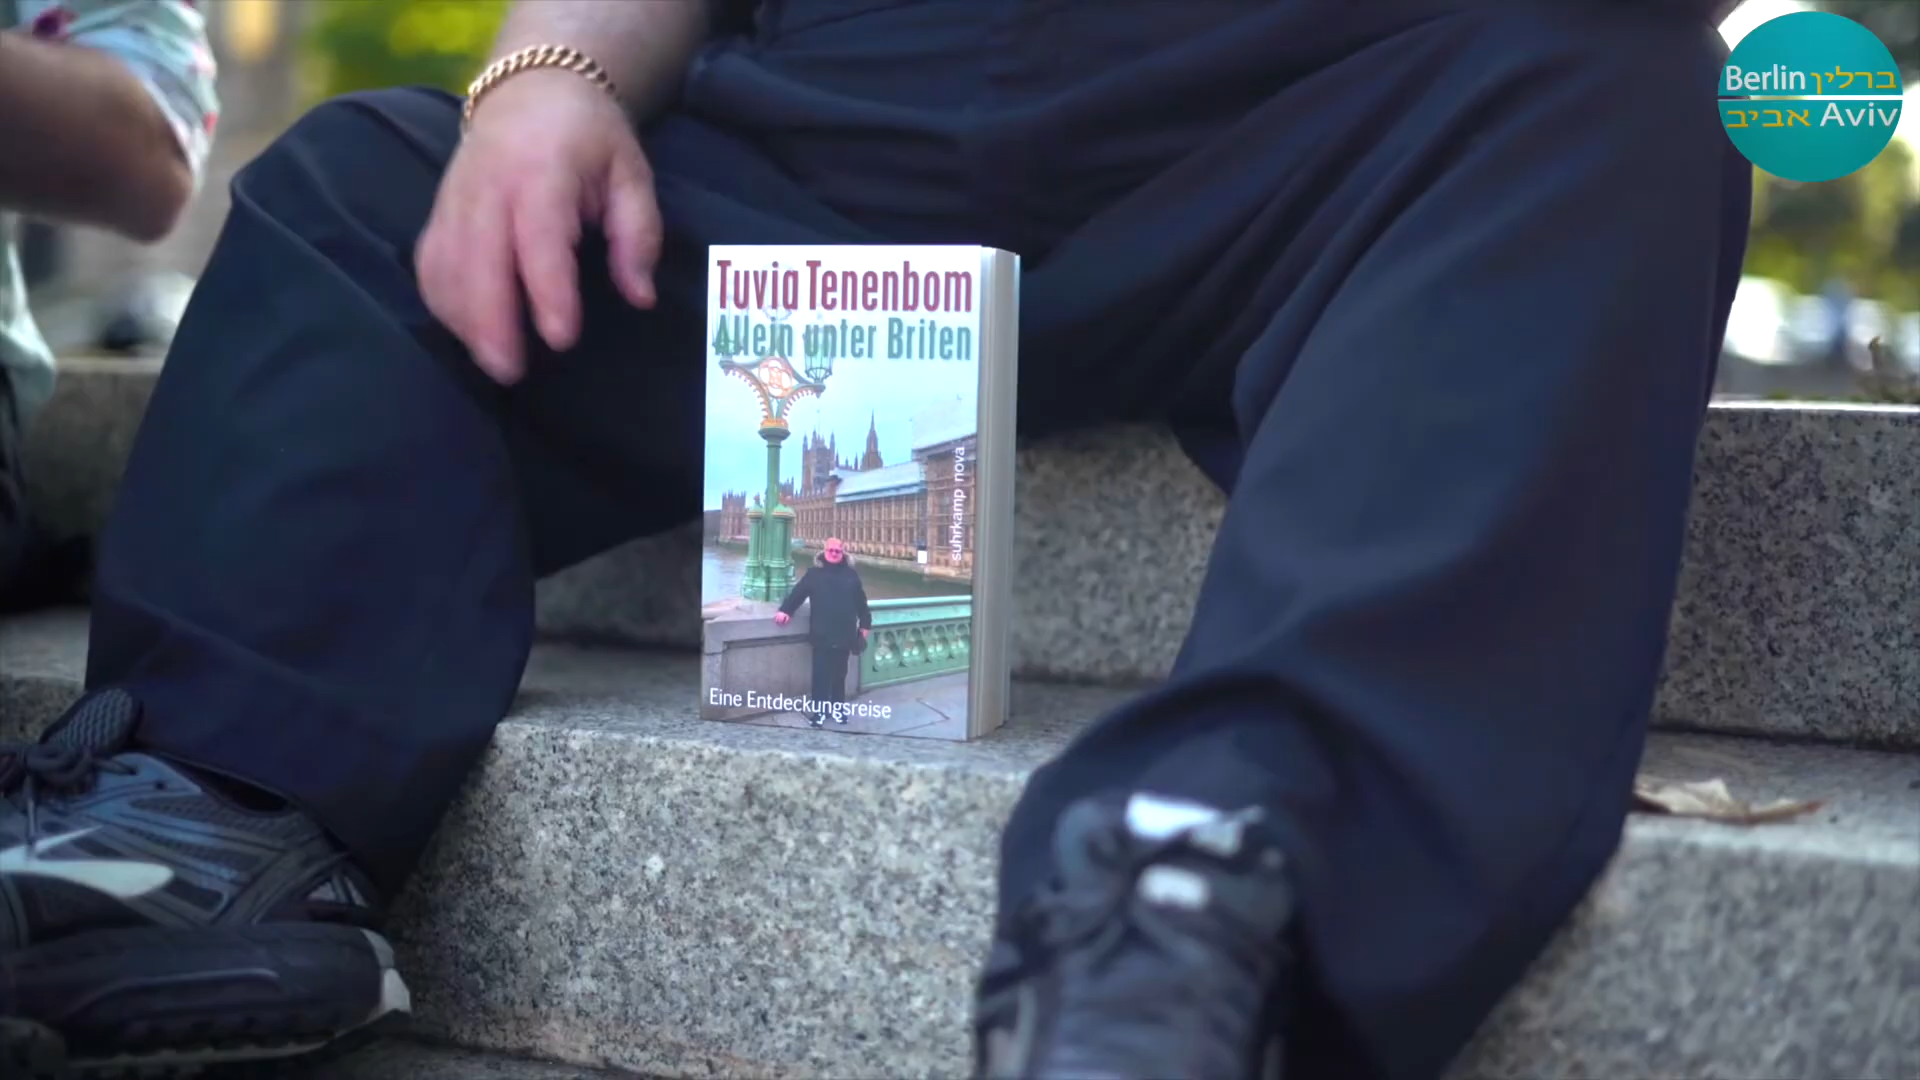 Berlin ברלין
אביב Aviv
Tuvia Tenenbom
Allein unter Briten
suhrkamp nova
Eine Entdeckungsreise